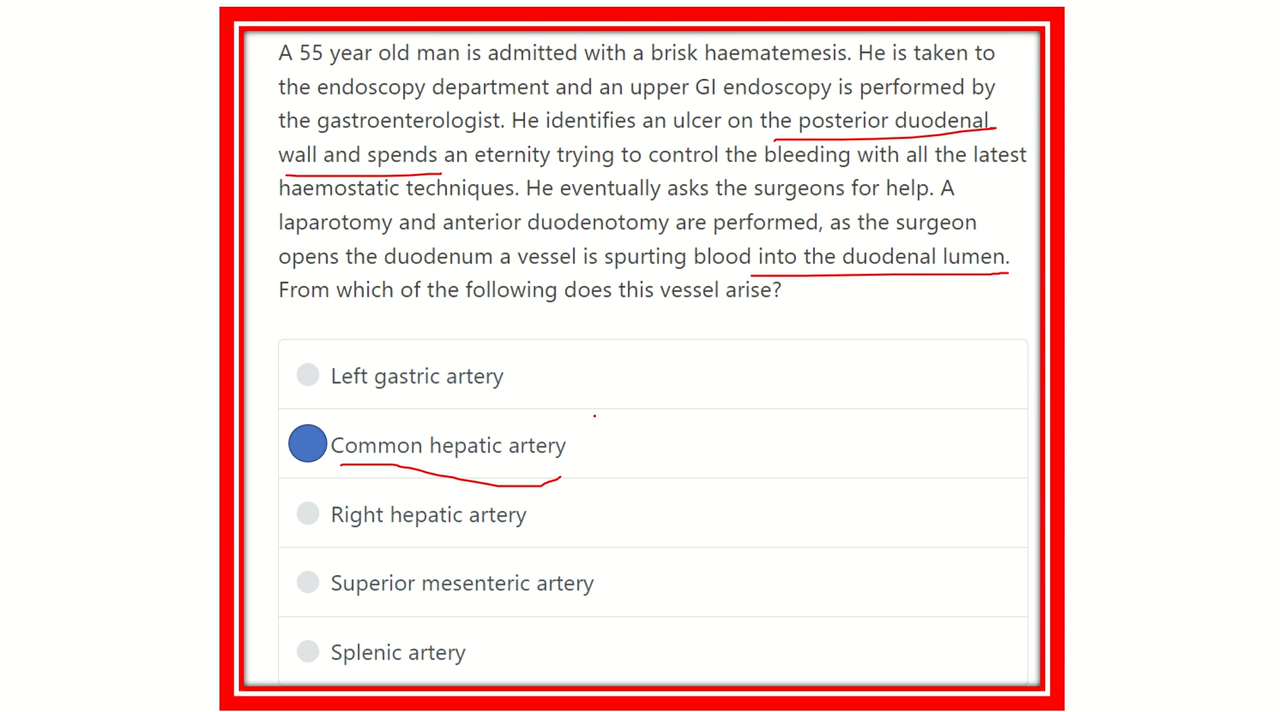 A 55 year old man is admitted with a brisk haematemesis. He is taken to
the endoscopy department and an upper GI endoscopy is performed by
the gastroenterologist. He identifies an ulcer on the posterior duodenal
wall and spends an eternity trying to control the bleeding with all the latest
haemostatic techniques. He eventually asks the surgeons for help. A
laparotomy and anterior duodenotomy are performed, as the surgeon
opens the duodenum a vessel is spurting blood into the duodenal lumen.
From which of the following does this vessel arise?
Left gastric artery
Common hepatic artery
Right hepatic artery
Superior mesenteric artery
Splenic artery